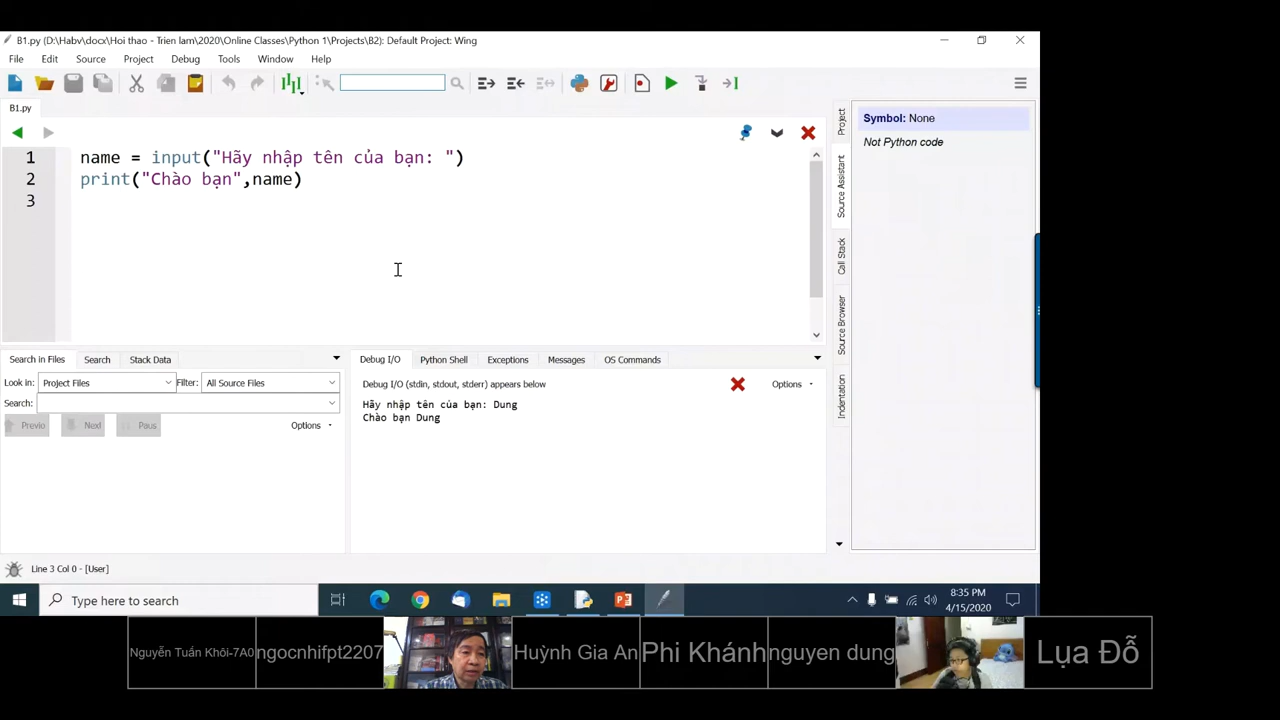 B1.py (D:\Habv\docx\Hoi thao - Trien lam\2020\Online Classes\Python 1\Projects\B2): Default Project: Wing
File Edit Source Project Debug Tools Window Help
B1.py
1 name = input("Hãy nhập tên của bạn: ")
2 print("Chào bạn",name)
3
Project
Source Assistant
Call Stack
Source Browser
Indentation
Symbol: None
Not Python code
Search in Files Search Stack Data
Look in: Project Files Filter: All Source Files
Search:
Previo Next Paus Options
Debug I/O Python Shell Exceptions Messages OS Commands
Debug I/O (stdin, stdout, stderr) appears below Options
Hãy nhập tên của bạn: Dung
Chào bạn Dung
Line 3 Col 0 - [User]
Type here to search
8:35 PM
4/15/2020
Nguyễn Tuấn Khôi-7A0 ngocnhifpt2207 Huỳnh Gia An Phi Khánh nguyen dung Lụa Đỗ